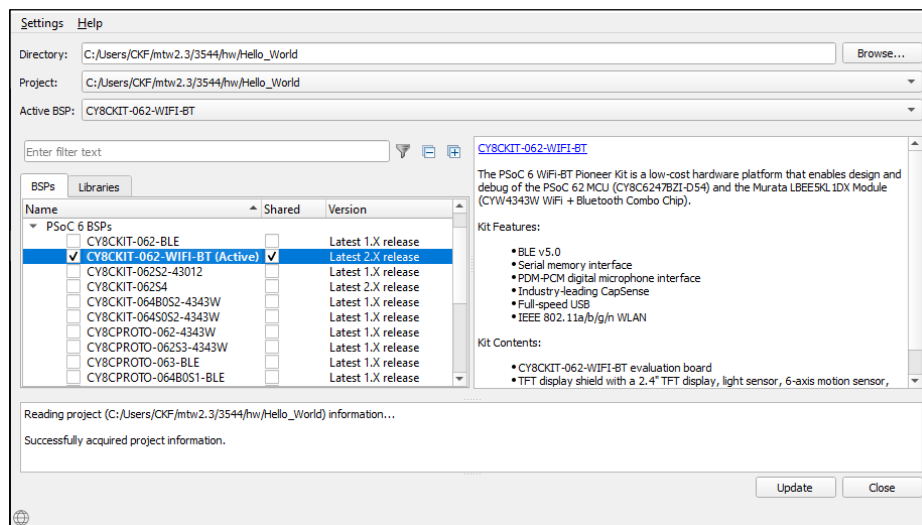 Settings Help
Directory: C:/Users/CKF/mtw2.3/3544/hw/Hello_World Browse...
Project: C:/Users/CKF/mtw2.3/3544/hw/Hello_World
Active BSP: CY8CKIT-062-WIFI-BT
Enter filter text
BSPs Libraries
Name Shared Version
PSoC 6 BSPs
CY8CKIT-062-BLE Latest 1.X release
CY8CKIT-062-WIFI-BT (Active) Latest 2.X release
CY8CKIT-062S2-43012 Latest 1.X release
CY8CKIT-062S4 Latest 2.X release
CY8CKIT-064B0S2-4343W Latest 1.X release
CY8CKIT-064S0S2-4343W Latest 1.X release
CY8CPROTO-062-4343W Latest 1.X release
CY8CPROTO-062S3-4343W Latest 1.X release
CY8CPROTO-063-BLE Latest 1.X release
CY8CPROTO-064B0S1-BLE Latest 1.X release
CY8CKIT-062-WIFI-BT
The PSoC 6 WiFi-BT Pioneer Kit is a low-cost hardware platform that enables design and
debug of the PSoC 62 MCU (CY8C6247BZI-D54) and the Murata LBEE5KL1DX Module
(CYW4343W WiFi + Bluetooth Combo Chip).
Kit Features:
• BLE v5.0
• Serial memory interface
• PDM-PCM digital microphone interface
• Industry-leading CapSense
• Full-speed USB
• IEEE 802.11a/b/g/n WLAN
Kit Contents:
• CY8CKIT-062-WIFI-BT evaluation board
• TFT display shield with a 2.4" TFT display, light sensor, 6-axis motion sensor,
Reading project (C:/Users/CKF/mtw2.3/3544/hw/Hello_World) information...
Successfully acquired project information.
Update Close